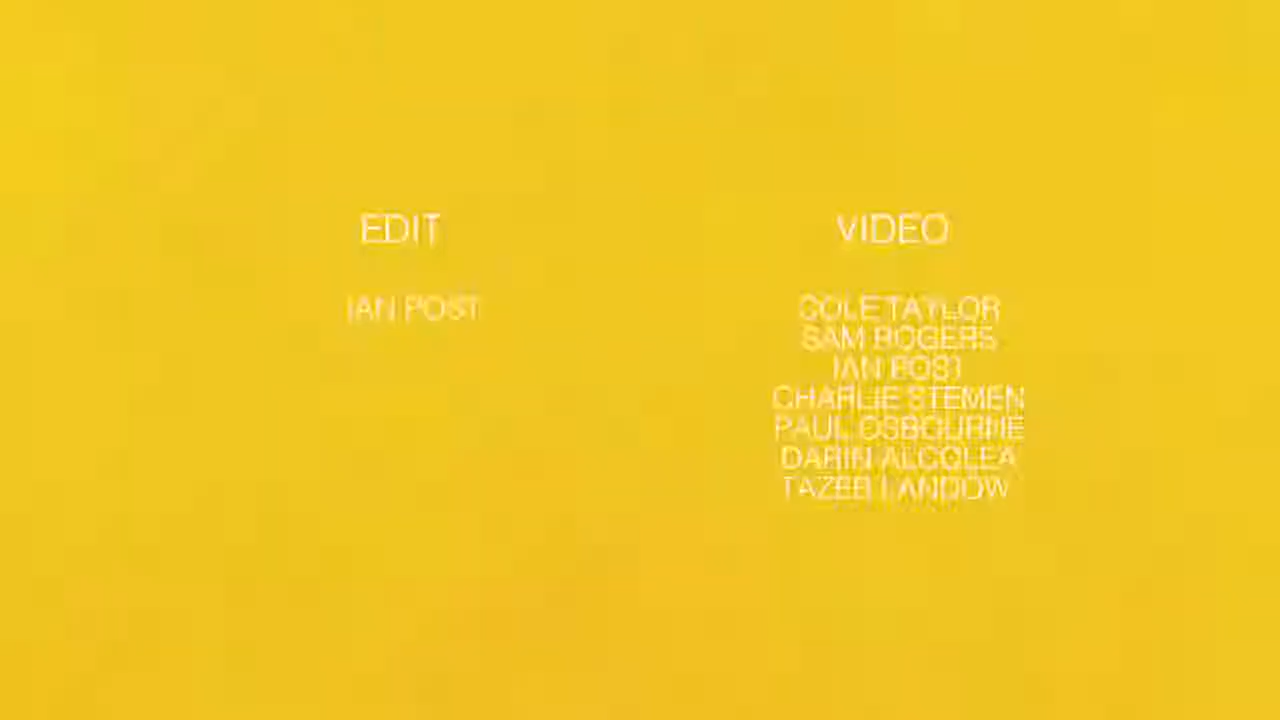 EDIT
IAN POST
VIDEO
COLE TAYLOR
SAM ROGERS
IAN POST
CHARLIE STEMEN
PAUL OSBOURNE
DARIN ALCOLEA
TAZER LANDOW